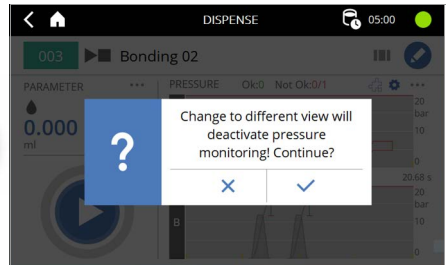 DISPENSE
05:00
003
Bonding 02
PARAMETER
PRESSURE Ok:0 Not Ok:0/1
0.000
ml
20
bar
10
0
20.68 s
20
bar
10
0
B
Change to different view will
deactivate pressure
monitoring! Continue?
?